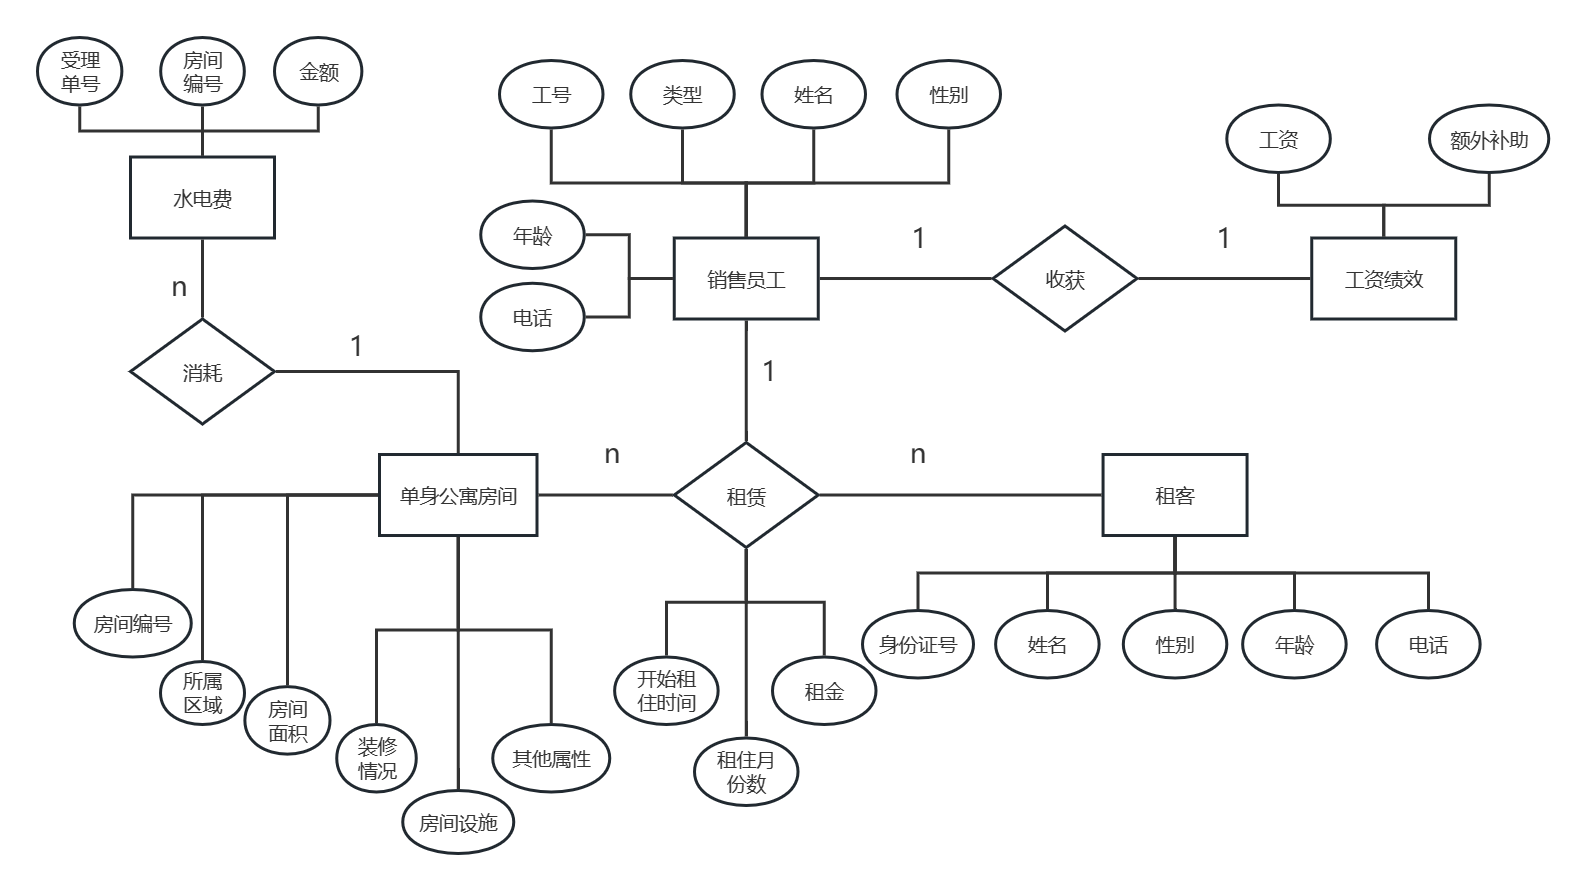 受理
单号
房间
编号
金额
工号
类型
姓名
性别
工资
额外补助
水电费
年龄
电话
销售员工
1
收获
1
工资绩效
n
消耗
1
1
单身公寓房间
n
租赁
n
租客
房间编号
所属
区域
房间
面积
装修
情况
房间设施
其他属性
开始租
住时间
租住月
份数
租金
身份证号
姓名
性别
年龄
电话